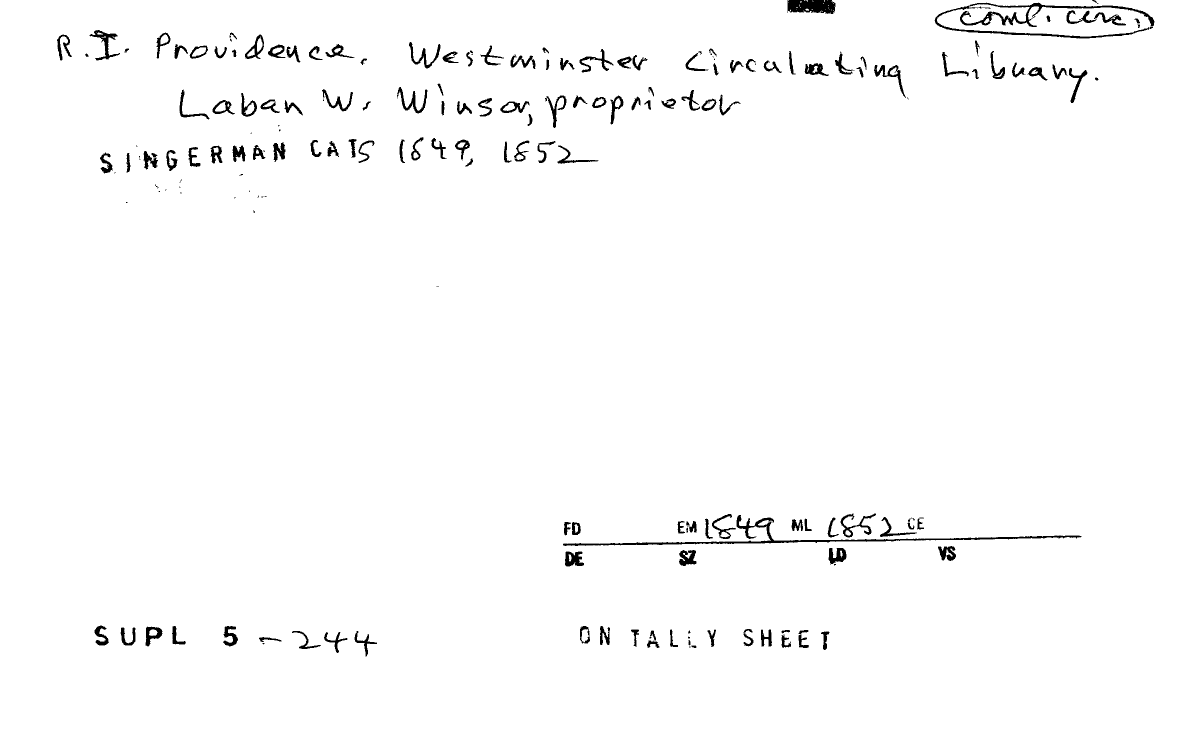 coml. circ.
R.I. Providence. Westminster Circulating Library.
Laban W. Winsor, proprietor
SINGERMAN CATS 1849, 1852
FD EM 1849 ML 1852 CE
DE SZ LD VS
SUPL 5 - 244 ON TALLY SHEET